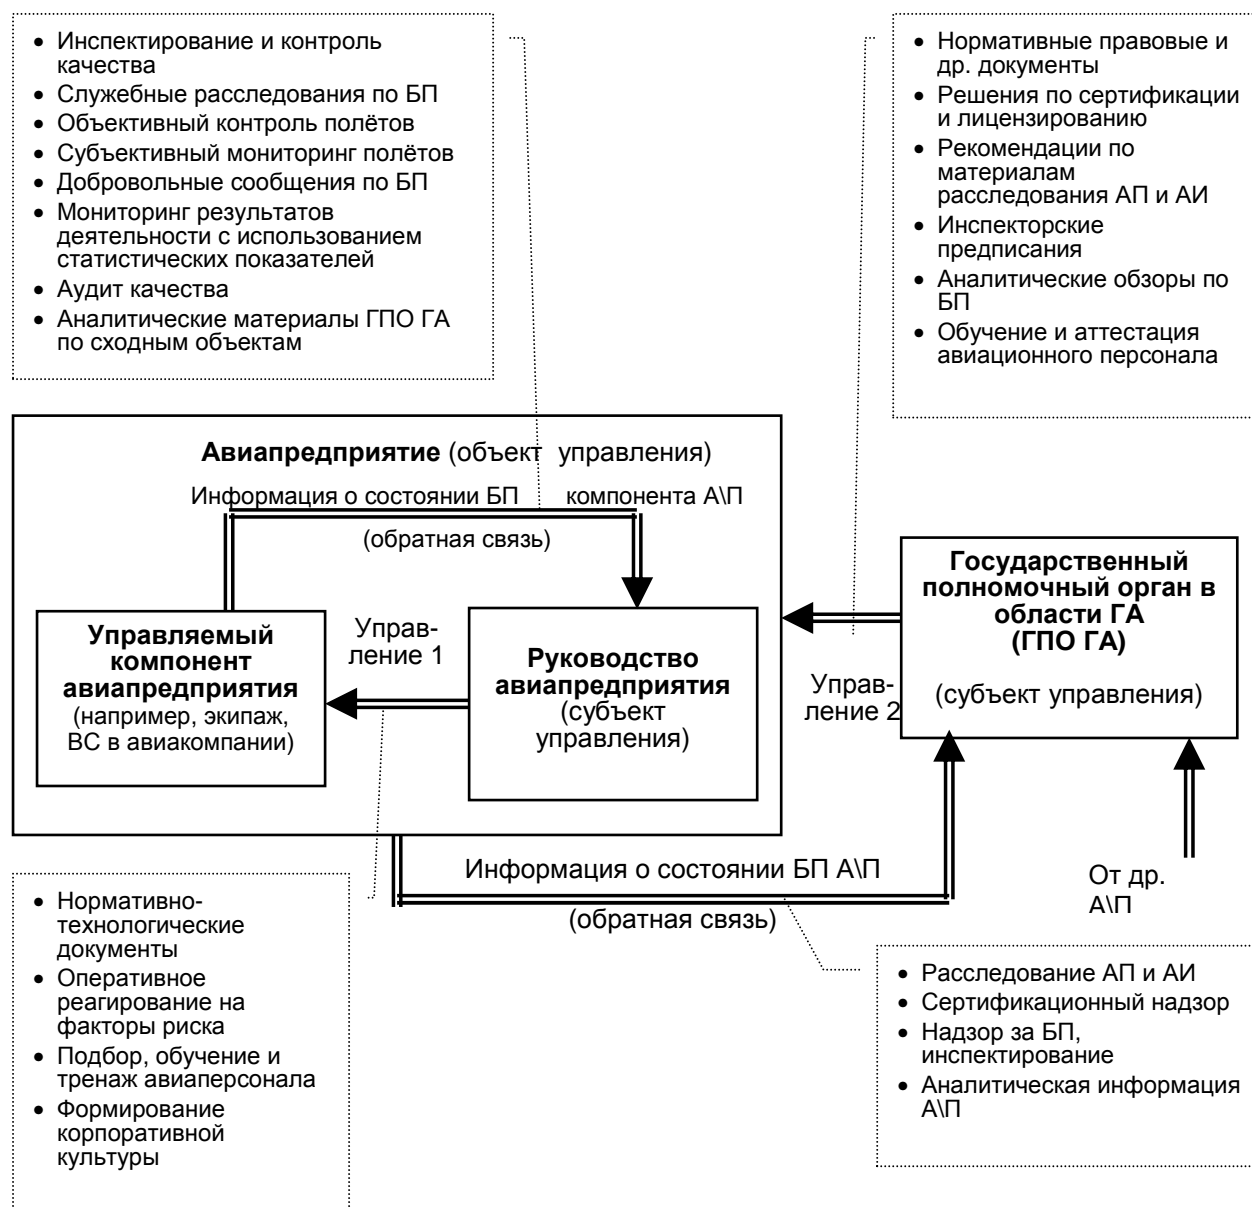 • Инспектирование и контроль
качества
• Служебные расследования по БП
• Объективный контроль полётов
• Субъективный мониторинг полётов
• Добровольные сообщения по БП
• Мониторинг результатов
деятельности с использованием
статистических показателей
• Аудит качества
• Аналитические материалы ГПО ГА
по сходным объектам
• Нормативные правовые и
др. документы
• Решения по сертификации
и лицензированию
• Рекомендации по
материалам
расследования АП и АИ
• Инспекторские
предписания
• Аналитические обзоры по
БП
• Обучение и аттестация
авиационного персонала
Авиапредприятие (объект управления)
Информация о состоянии БП компонента А\П
(обратная связь)
Управляемый
компонент
авиапредприятия
(например, экипаж,
ВС в авиакомпании)
Управ-
ление 1
Руководство
авиапредприятия
(субъект
управления)
Управ-
ление 2
Государственный
полномочный орган в
области ГА
(ГПО ГА)
(субъект управления)
Информация о состоянии БП А\П
(обратная связь)
От др.
А\П
• Нормативно-
технологические
документы
• Оперативное
реагирование на
факторы риска
• Подбор, обучение и
тренаж авиаперсонала
• Формирование
корпоративной
культуры
• Расследование АП и АИ
• Сертификационный надзор
• Надзор за БП,
инспектирование
• Аналитическая информация
А\П